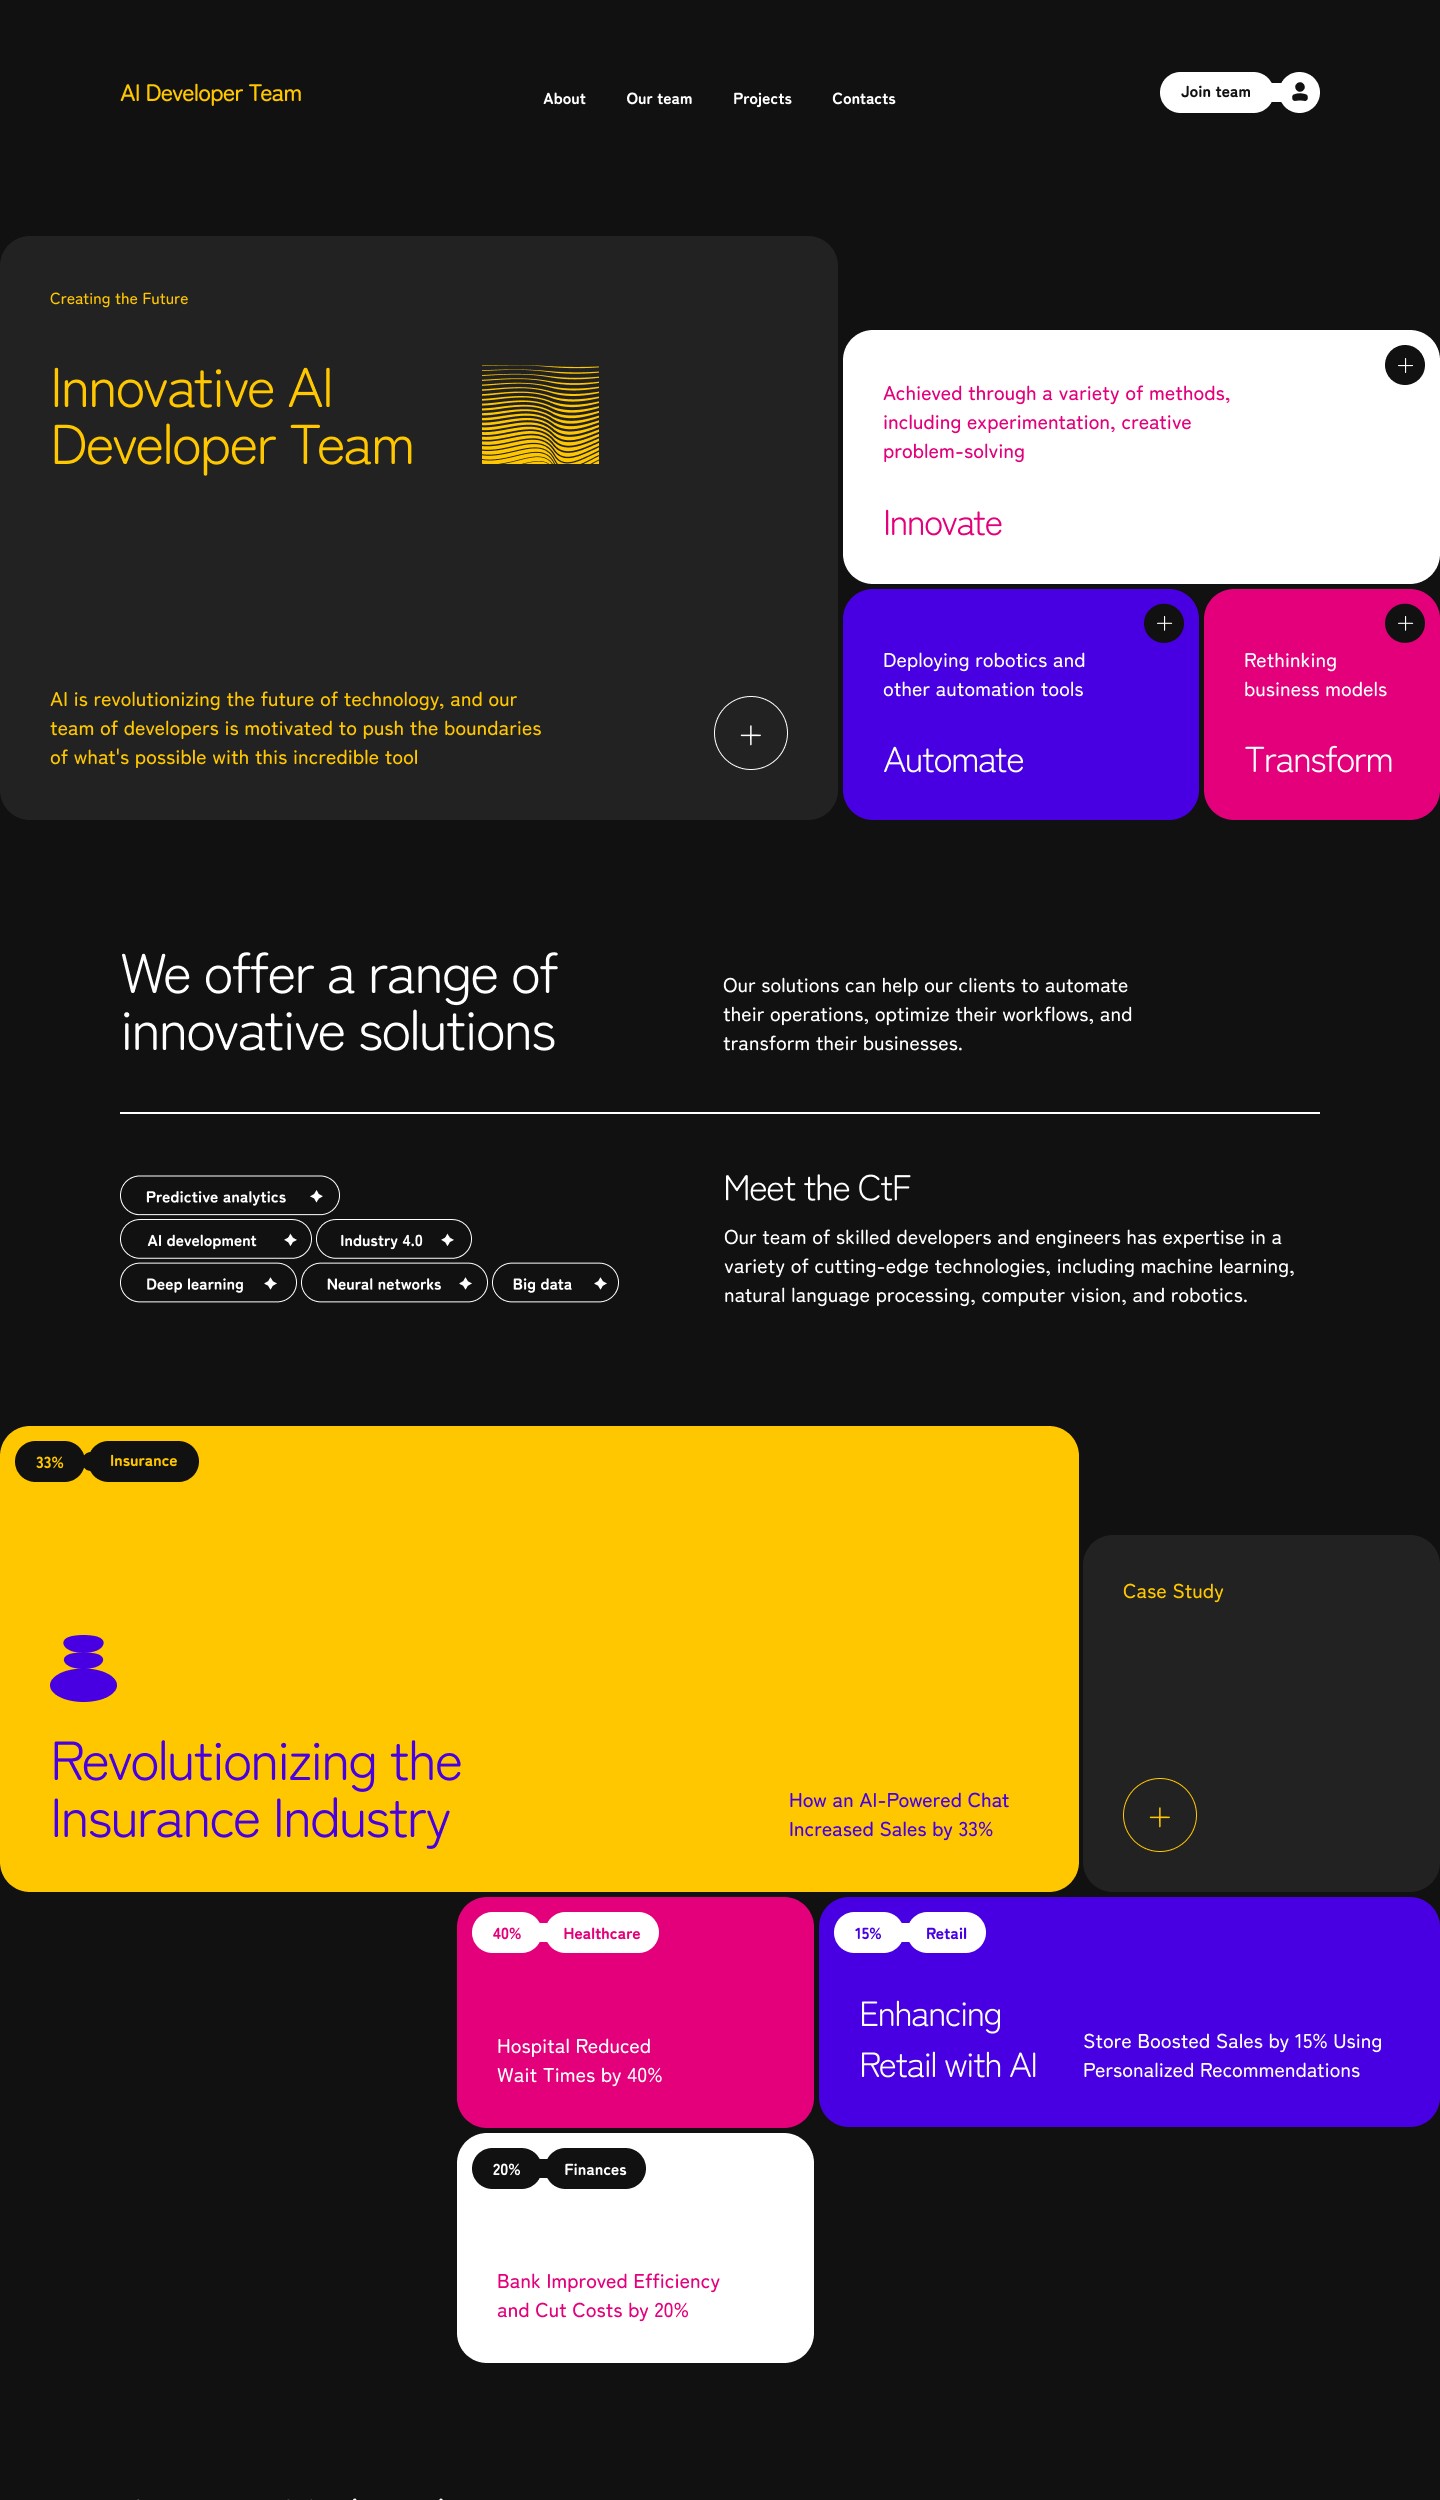 AI Developer Team
About
Our team
Projects
Contacts
Join team
Creating the Future
Innovative AI
Developer Team
AI is revolutionizing the future of technology, and our
team of developers is motivated to push the boundaries
of what's possible with this incredible tool
Achieved through a variety of methods,
including experimentation, creative
problem-solving
Innovate
Deploying robotics and
other automation tools
Automate
Rethinking
business models
Transform
We offer a range of
innovative solutions
Our solutions can help our clients to automate
their operations, optimize their workflows, and
transform their businesses.
Predictive analytics
AI development
Industry 4.0
Deep learning
Neural networks
Big data
Meet the CtF
Our team of skilled developers and engineers has expertise in a
variety of cutting-edge technologies, including machine learning,
natural language processing, computer vision, and robotics.
33%
Insurance
Revolutionizing the
Insurance Industry
How an AI-Powered Chat
Increased Sales by 33%
Case Study
40%
Healthcare
Hospital Reduced
Wait Times by 40%
15%
Retail
Enhancing
Retail with AI
Store Boosted Sales by 15% Using
Personalized Recommendations
20%
Finances
Bank Improved Efficiency
and Cut Costs by 20%